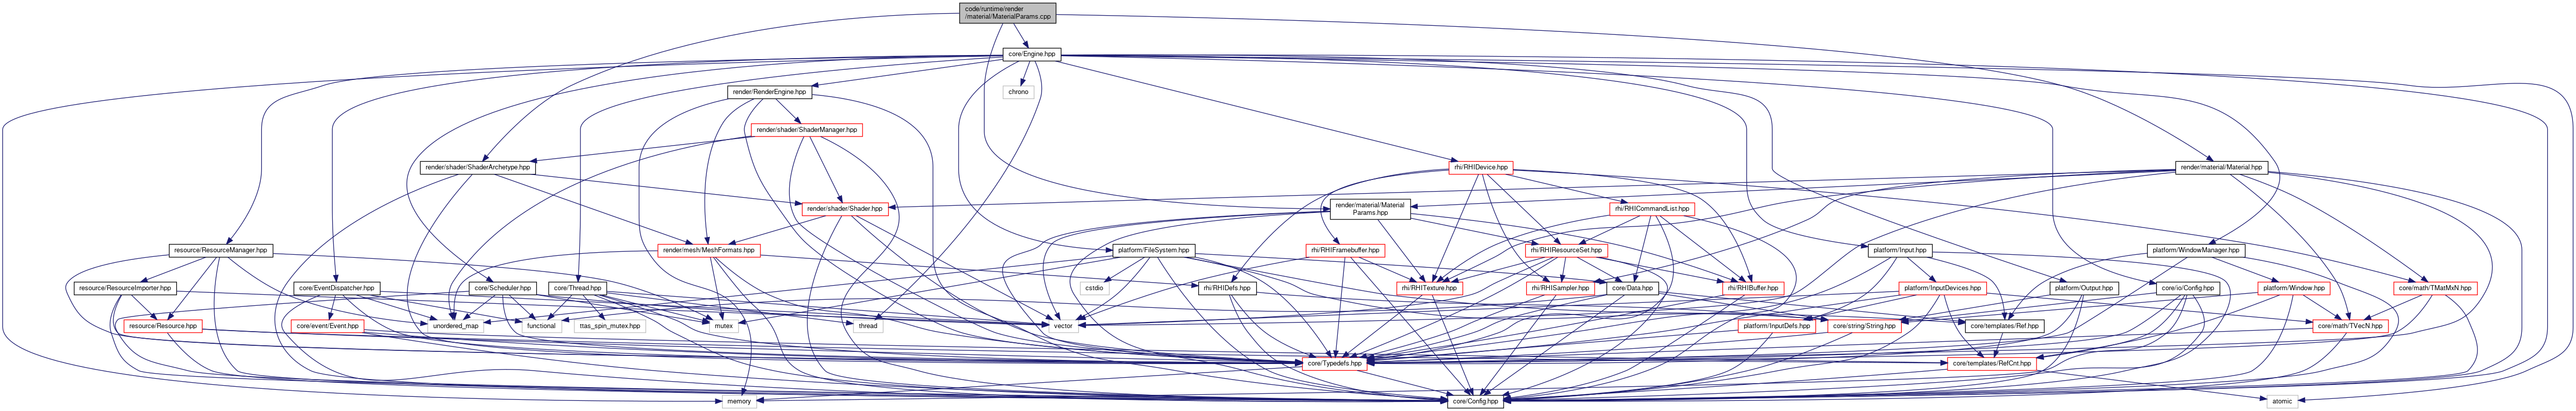 code/runtime/render
/material/MaterialParams.cpp
core/Engine.hpp
render/RenderEngine.hpp
chrono
render/shader/ShaderManager.hpp
render/shader/ShaderArchetype.hpp
rhi/RHIDevice.hpp
render/material/Material.hpp
render/shader/Shader.hpp
render/material/Material
Params.hpp
rhi/RHICommandList.hpp
resource/ResourceManager.hpp
render/mesh/MeshFormats.hpp
platform/FileSystem.hpp
rhi/RHIFramebuffer.hpp
rhi/RHIResourceSet.hpp
platform/Input.hpp
platform/WindowManager.hpp
resource/ResourceImporter.hpp
core/EventDispatcher.hpp
core/Scheduler.hpp
core/Thread.hpp
cstdio
rhi/RHIDefs.hpp
rhi/RHITexture.hpp
rhi/RHISampler.hpp
core/Data.hpp
rhi/RHIBuffer.hpp
platform/InputDevices.hpp
platform/Output.hpp
core/io/Config.hpp
platform/Window.hpp
core/math/TMatMxN.hpp
resource/Resource.hpp
core/event/Event.hpp
unordered_map
functional
ttas_spin_mutex.hpp
mutex
thread
vector
platform/InputDefs.hpp
core/string/String.hpp
core/templates/Ref.hpp
core/math/TVecN.hpp
core/Typedefs.hpp
core/templates/RefCnt.hpp
memory
core/Config.hpp
atomic